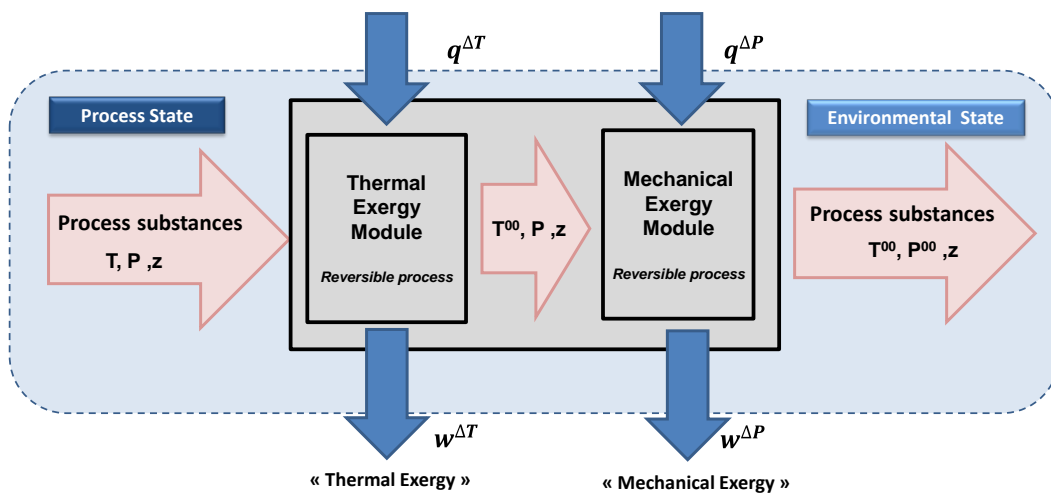 q^ΔT
q^ΔP
Process State
Environmental State
Thermal
Exergy
Module
Reversible process
Mechanical
Exergy
Module
Reversible process
Process substances
T, P ,z
T⁰⁰, P ,z
Process substances
T⁰⁰, P⁰⁰ ,z
w^ΔT
w^ΔP
« Thermal Exergy »
« Mechanical Exergy »